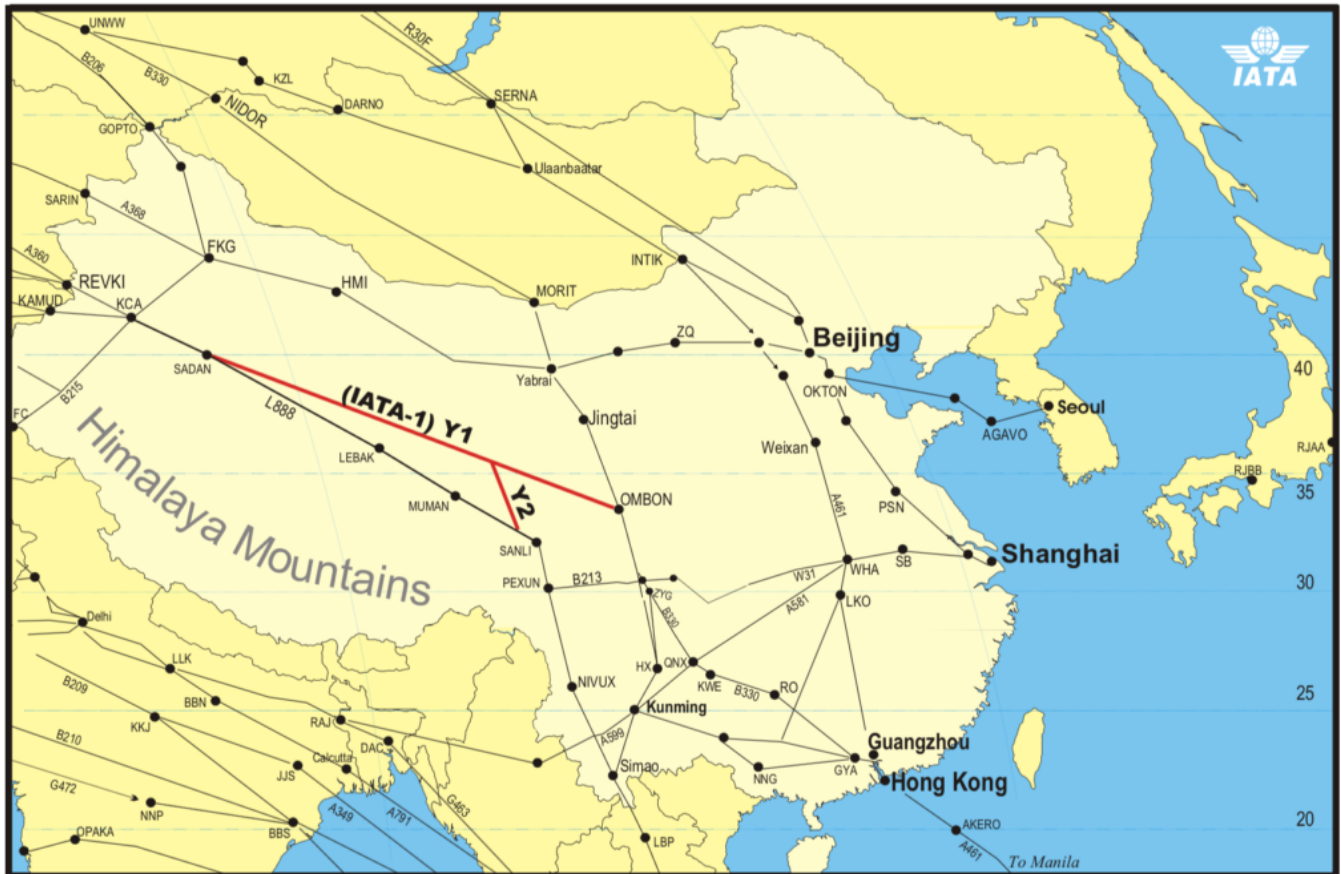 UNWW
B206
B330
KZL
R30F
IATA
NIDOR
DARNO
SERNA
GOPTO
Ulaanbaatar
SARIN
A368
A360
FKG
INTIK
REVKI
HMI
MORIT
KAMUD
KCA
ZQ
Beijing
SADAN
Yabrai
40
OKTON
B215
L888
(IATA-1) Y1
Seoul
FC
Jingtai
AGAVO
Himalaya Mountains
LEBAK
Weixan
RJAA
RJBB
35
MUMAN
Y2
OMBON
A461
PSN
SANLI
Shanghai
PEXUN
B213
W31
WHA
SB
30
ZYG
A581
LKO
Delhi
B330
LLK
HX
QNX
KWE
B209
BBN
NIVUX
B330
RO
25
KKJ
RAJ
Kunming
B210
DAC
A599
Guangzhou
JJS
Calcutta
Simao
NNG
GYA
Hong Kong
G472
NNP
A349
A791
G463
OPAKA
BBS
LBP
AKERO
20
A461
To Manila